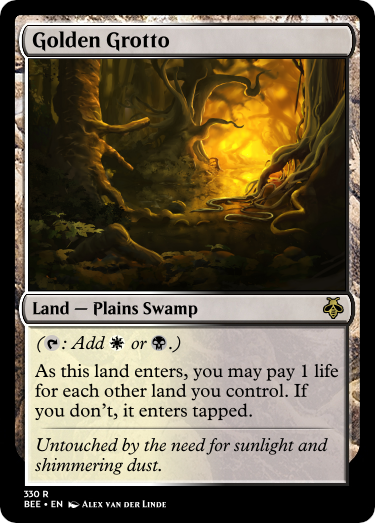 Golden Grotto
Land — Plains Swamp
(: Add or .)
As this land enters, you may pay 1 life
for each other land you control. If
you don't, it enters tapped.
Untouched by the need for sunlight and
shimmering dust.
330 R
BEE • EN Alex van der Linde